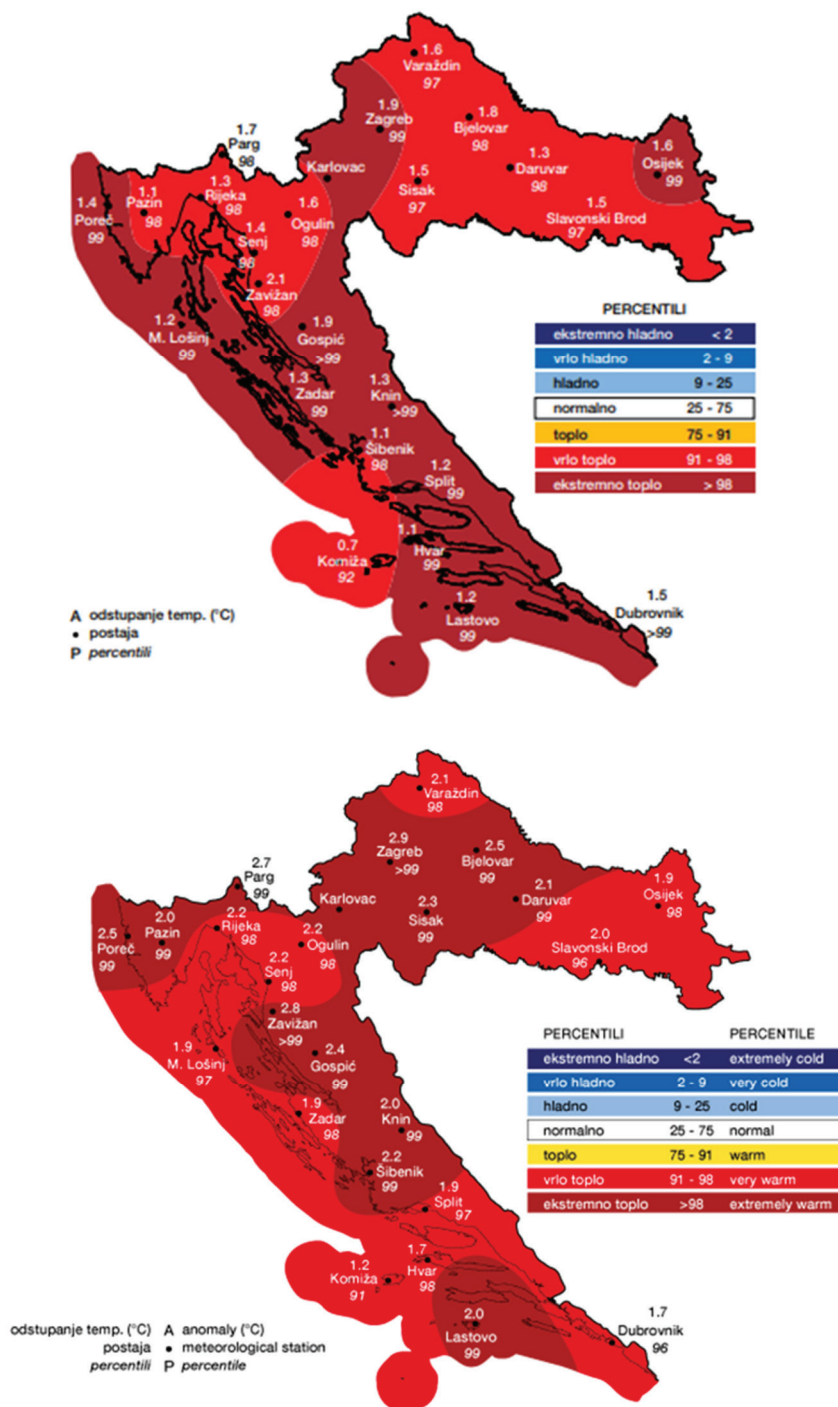 1.6
Varaždin
97
1.9
Zagreb
99
1.8
Bjelovar
98
1.7
Parg
98
1.6
Osijek
99
Karlovac
1.3
Daruvar
98
1.5
Sisak
97
1.1
Pazin
98
1.3
Rijeka
98
1.4
Poreč
99
1.6
Ogulin
98
1.5
Slavonski Brod
97
1.4
Senj
98
2.1
Zavižan
98
1.2
M. Lošinj
99
1.9
Gospić
>99
1.3
Zadar
99
1.3
Knin
>99
1.1
Šibenik
98
1.2
Split
99
1.1
Hvar
99
0.7
Komiža
92
1.2
Lastovo
99
1.5
Dubrovnik
>99
PERCENTILI
ekstremno hladno < 2
vrlo hladno 2 - 9
hladno 9 - 25
normalno 25 - 75
toplo 75 - 91
vrlo toplo 91 - 98
ekstremno toplo > 98
A odstupanje temp. (°C)
• postaja
P percentili
2.1
Varaždin
98
2.9
Zagreb
>99
2.5
Bjelovar
99
2.7
Parg
99
2.1
Daruvar
99
1.9
Osijek
98
Karlovac
2.3
Sisak
99
2.0
Pazin
99
2.2
Rijeka
98
2.5
Poreč
99
2.2
Ogulin
98
2.0
Slavonski Brod
96
2.2
Senj
98
2.8
Zavižan
>99
1.9
M. Lošinj
97
2.4
Gospić
99
1.9
Zadar
98
2.0
Knin
99
2.2
Šibenik
99
1.9
Split
97
1.7
Hvar
98
1.2
Komiža
91
2.0
Lastovo
99
1.7
Dubrovnik
96
PERCENTILI PERCENTILE
ekstremno hladno <2 extremely cold
vrlo hladno 2 - 9 very cold
hladno 9 - 25 cold
normalno 25 - 75 normal
toplo 75 - 91 warm
vrlo toplo 91 - 98 very warm
ekstremno toplo >98 extremely warm
odstupanje temp. (°C) A anomaly (°C)
postaja • meteorological station
percentili P percentile